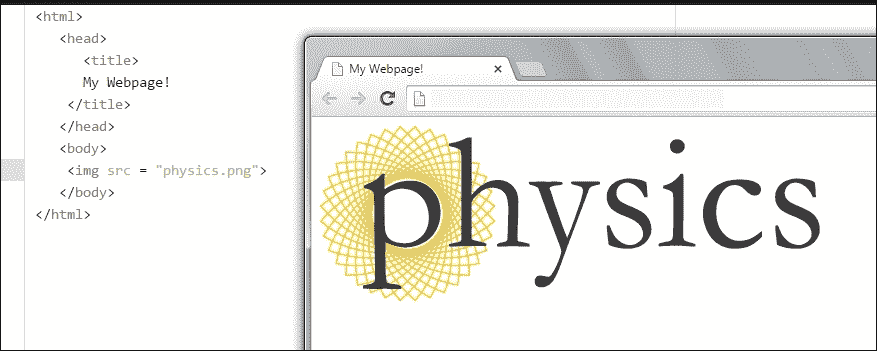 <html>
<head>
<title>
My Webpage!
</title>
</head>
<body>
<img src = "physics.png">
</body>
</html>
My Webpage!
physics